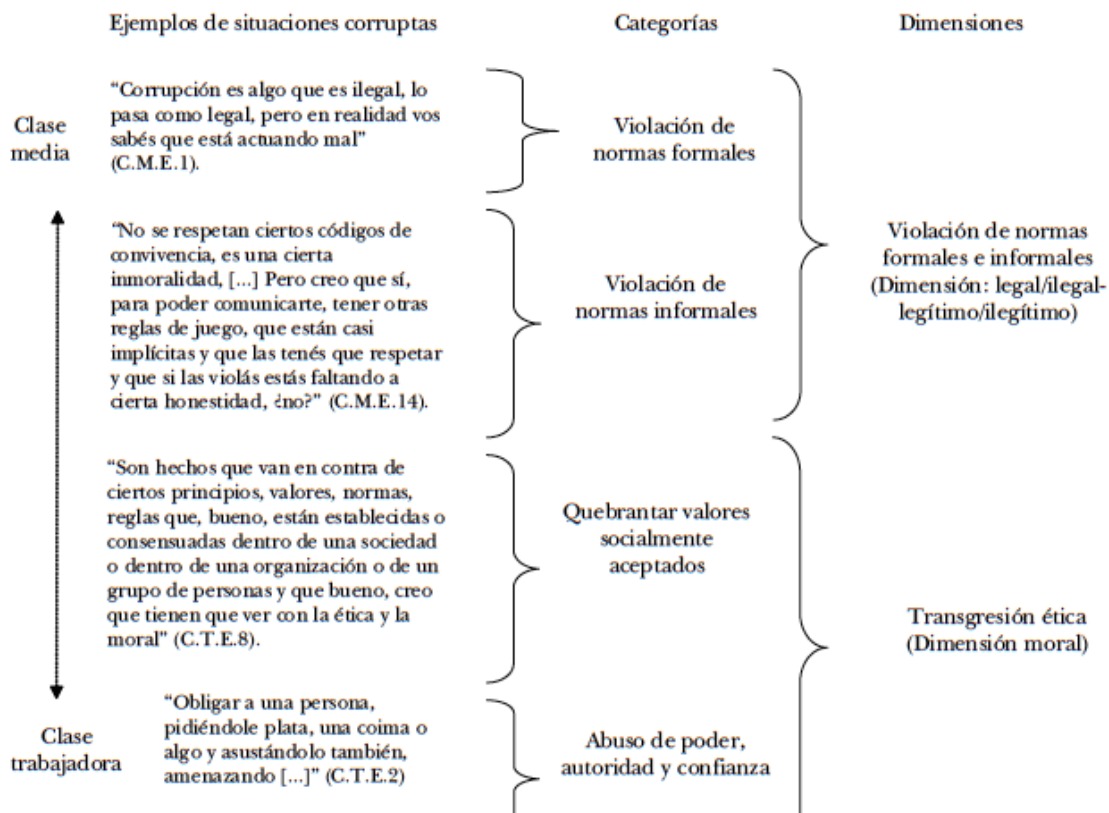 Ejemplos de situaciones corruptas
Categorías
Dimensiones
Clase
media
“Corrupción es algo que es ilegal, lo
pasa como legal, pero en realidad vos
sabés que está actuando mal”
(C.M.E.1).
Violación de
normas formales
“No se respetan ciertos códigos de
convivencia, es una cierta
inmoralidad, [...] Pero creo que sí,
para poder comunicarte, tener otras
reglas de juego, que están casi
implícitas y que las tenés que respetar
y que si las violás estás faltando a
cierta honestidad, ¿no?” (C.M.E.14).
Violación de
normas informales
Violación de normas
formales e informales
(Dimensión: legal/ilegal-
legítimo/ilegítimo)
“Son hechos que van en contra de
ciertos principios, valores, normas,
reglas que, bueno, están establecidas o
consensuadas dentro de una sociedad
o dentro de una organización o de un
grupo de personas y que bueno, creo
que tienen que ver con la ética y la
moral” (C.T.E.8).
Quebrantar valores
socialmente
aceptados
Transgresión ética
(Dimensión moral)
Clase
trabajadora
“Obligar a una persona,
pidiéndole plata, una coima o
algo y asustándolo también,
amenazando [...]” (C.T.E.2)
Abuso de poder,
autoridad y confianza